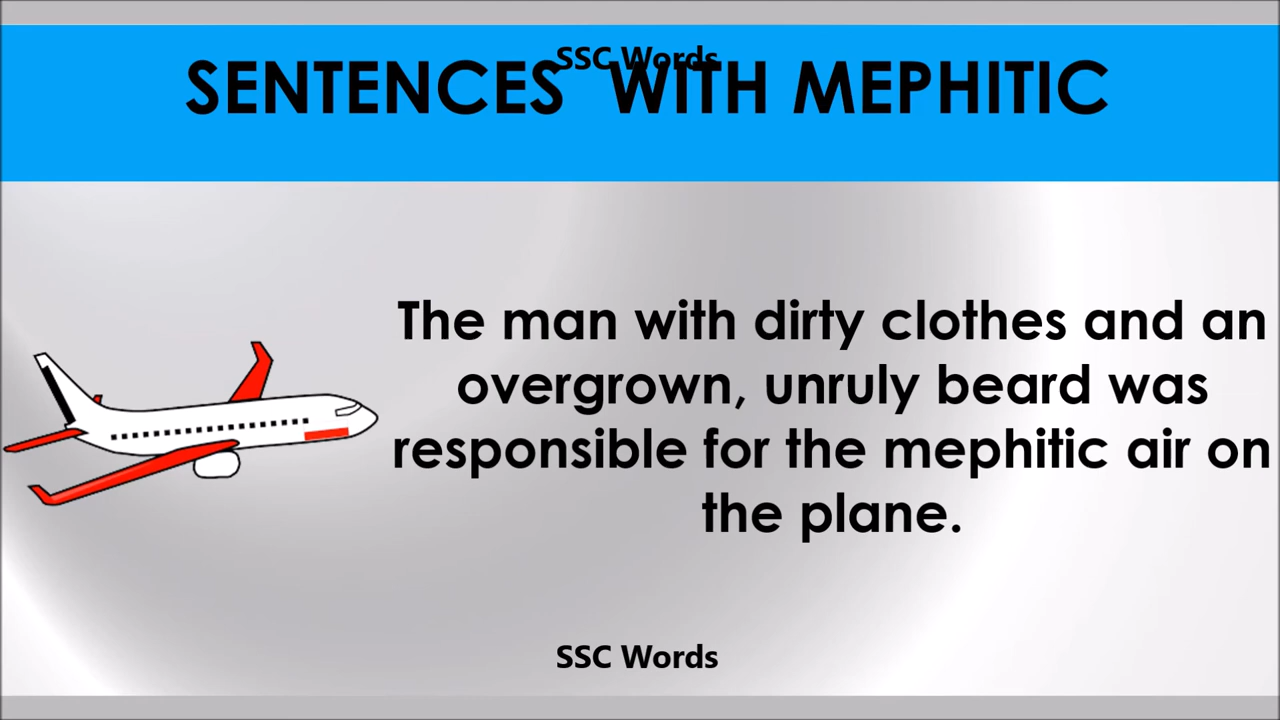 SSC Words
SENTENCES WITH MEPHITIC
The man with dirty clothes and an
overgrown, unruly beard was
responsible for the mephitic air on
the plane.
SSC Words